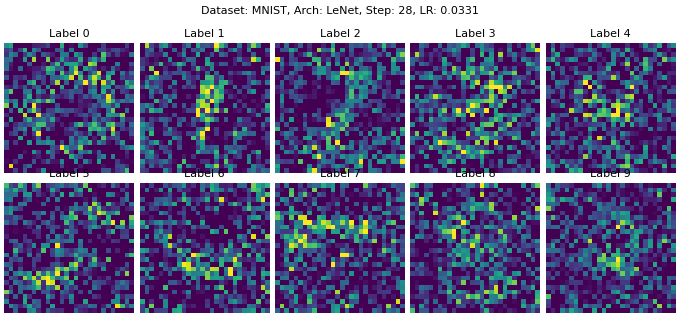 Dataset: MNIST, Arch: LeNet, Step: 28, LR: 0.0331
Label 0 Label 1 Label 2 Label 3 Label 4
Label 5 Label 6 Label 7 Label 8 Label 9